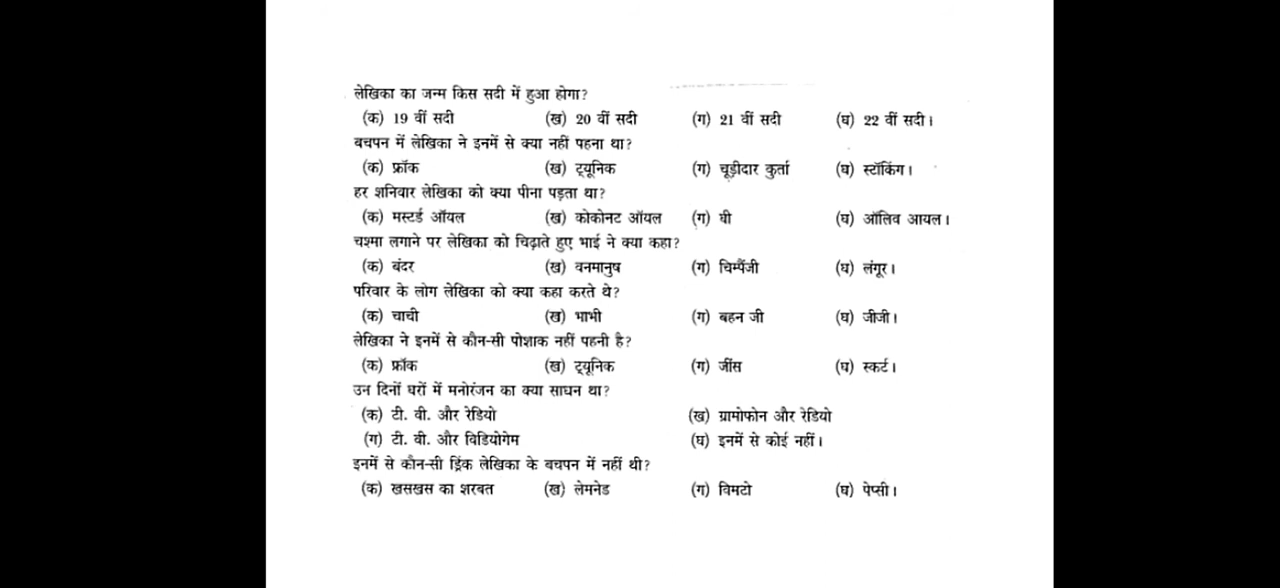 लेखिका का जन्म किस सदी में हुआ होगा?
(क) 19 वीं सदी (ख) 20 वीं सदी (ग) 21 वीं सदी (घ) 22 वीं सदी।
बचपन में लेखिका ने इनमें से क्या नहीं पहना था?
(क) फ्रॉक (ख) ट्यूनिक (ग) चूड़ीदार कुर्ता (घ) स्टॉकिंग।
हर शनिवार लेखिका को क्या पीना पड़ता था?
(क) मस्टर्ड ऑयल (ख) कोकोनट ऑयल (ग) घी (घ) ऑलिव आयल।
चश्मा लगाने पर लेखिका को चिढ़ाते हुए भाई ने क्या कहा?
(क) बंदर (ख) वनमानुष (ग) चिम्पैंजी (घ) लंगूर।
परिवार के लोग लेखिका को क्या कहा करते थे?
(क) चाची (ख) भाभी (ग) बहन जी (घ) जीजी।
लेखिका ने इनमें से कौन-सी पोशाक नहीं पहनी है?
(क) फ्रॉक (ख) ट्यूनिक (ग) जींस (घ) स्कर्ट।
उन दिनों घरों में मनोरंजन का क्या साधन था?
(क) टी. वी. और रेडियो (ख) ग्रामोफोन और रेडियो
(ग) टी. वी. और विडियोगेम (घ) इनमें से कोई नहीं।
इनमें से कौन-सी ड्रिंक लेखिका के बचपन में नहीं थी?
(क) खसखस का शरबत (ख) लेमनेड (ग) विमटो (घ) पेप्सी।